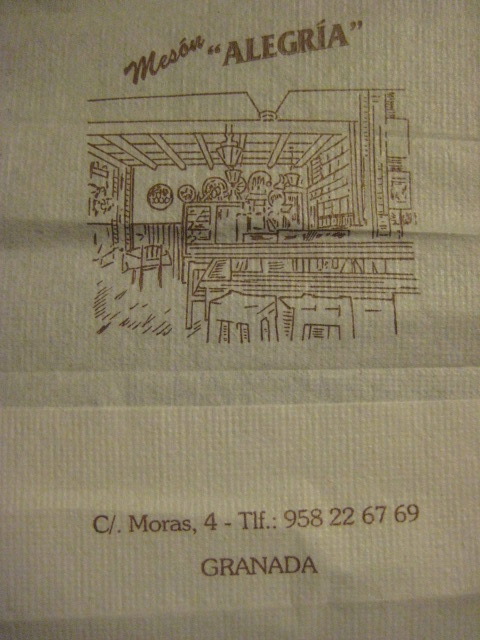 Mesón "ALEGRÍA"
C/. Moras, 4 - Tlf.: 958 22 67 69
GRANADA